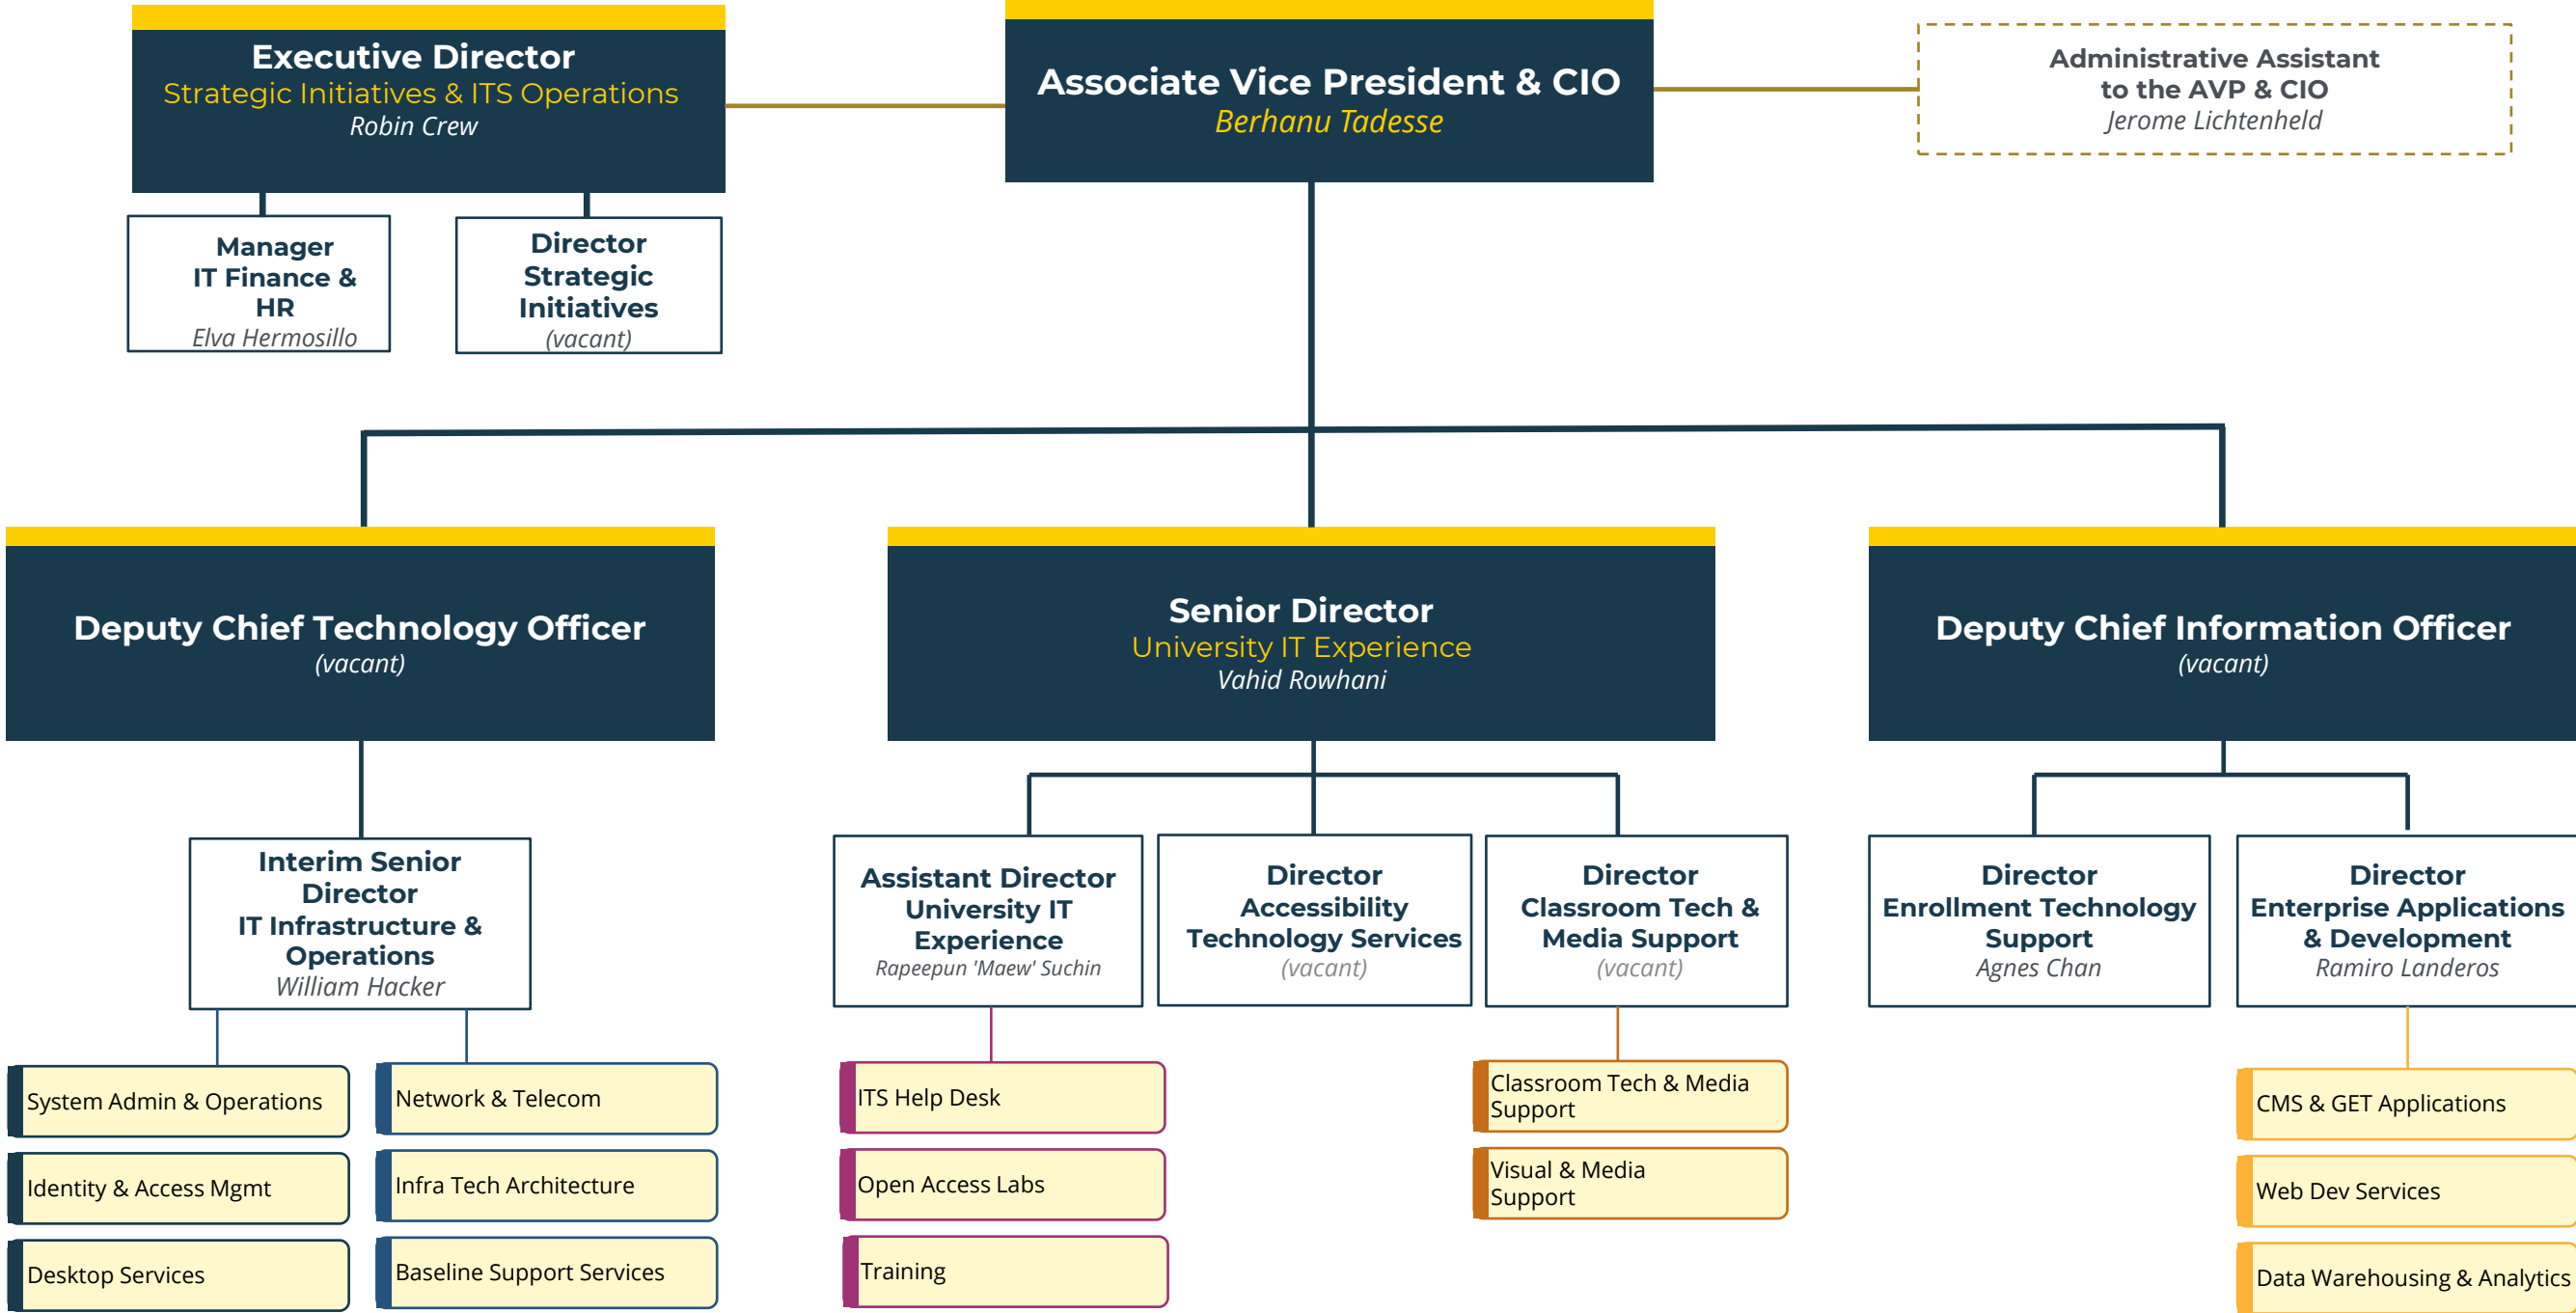 Executive Director
Strategic Initiatives & ITS Operations
Robin Crew
Associate Vice President & CIO
Berhanu Tadesse
Administrative Assistant
to the AVP & CIO
Jerome Lichtenheld
Manager
IT Finance &
HR
Elva Hermosillo
Director
Strategic
Initiatives
(vacant)
Deputy Chief Technology Officer
(vacant)
Senior Director
University IT Experience
Vahid Rowhani
Deputy Chief Information Officer
(vacant)
Interim Senior
Director
IT Infrastructure &
Operations
William Hacker
Assistant Director
University IT
Experience
Rapeepun 'Maew' Suchin
Director
Accessibility
Technology Services
(vacant)
Director
Classroom Tech &
Media Support
(vacant)
Director
Enrollment Technology
Support
Agnes Chan
Director
Enterprise Applications
& Development
Ramiro Landeros
System Admin & Operations
Identity & Access Mgmt
Desktop Services
Network & Telecom
Infra Tech Architecture
Baseline Support Services
ITS Help Desk
Open Access Labs
Training
Classroom Tech & Media
Support
Visual & Media
Support
CMS & GET Applications
Web Dev Services
Data Warehousing & Analytics